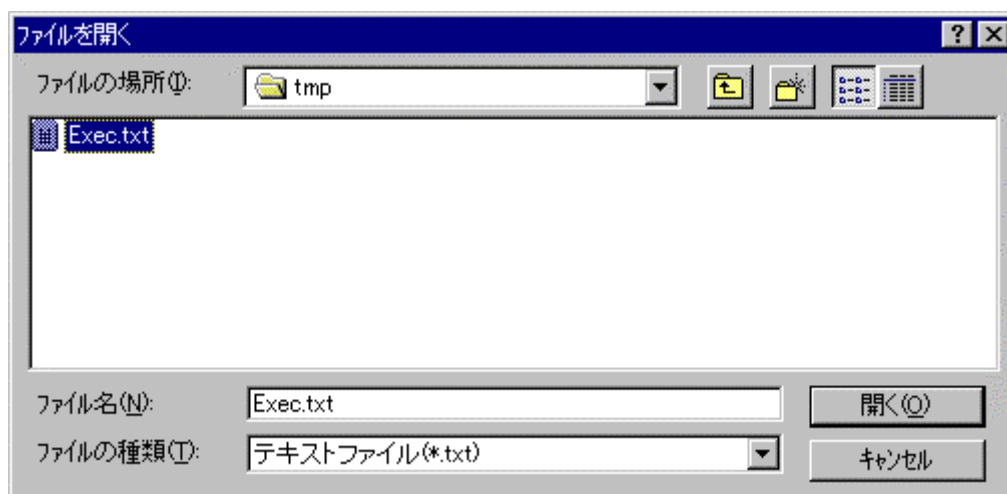 ファイルを開く
ファイルの場所(I): tmp
Exec.txt
ファイル名(N): Exec.txt 開く(O)
ファイルの種類(T): テキストファイル(*.txt) キャンセル